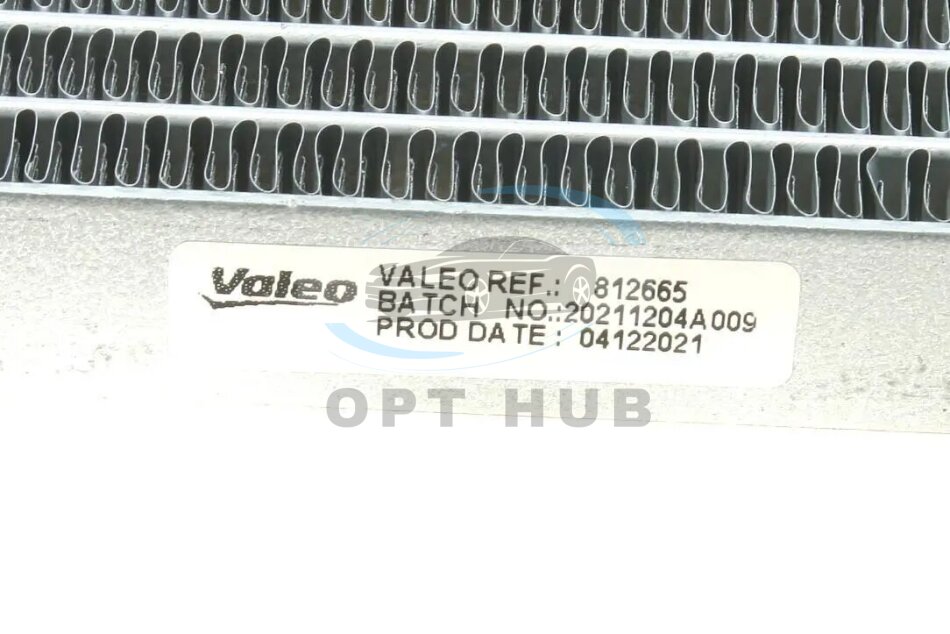 Valeo
VALEO REF.: 812665
BATCH NO.:20211204A009
PROD DATE : 04122021
OPT HUB